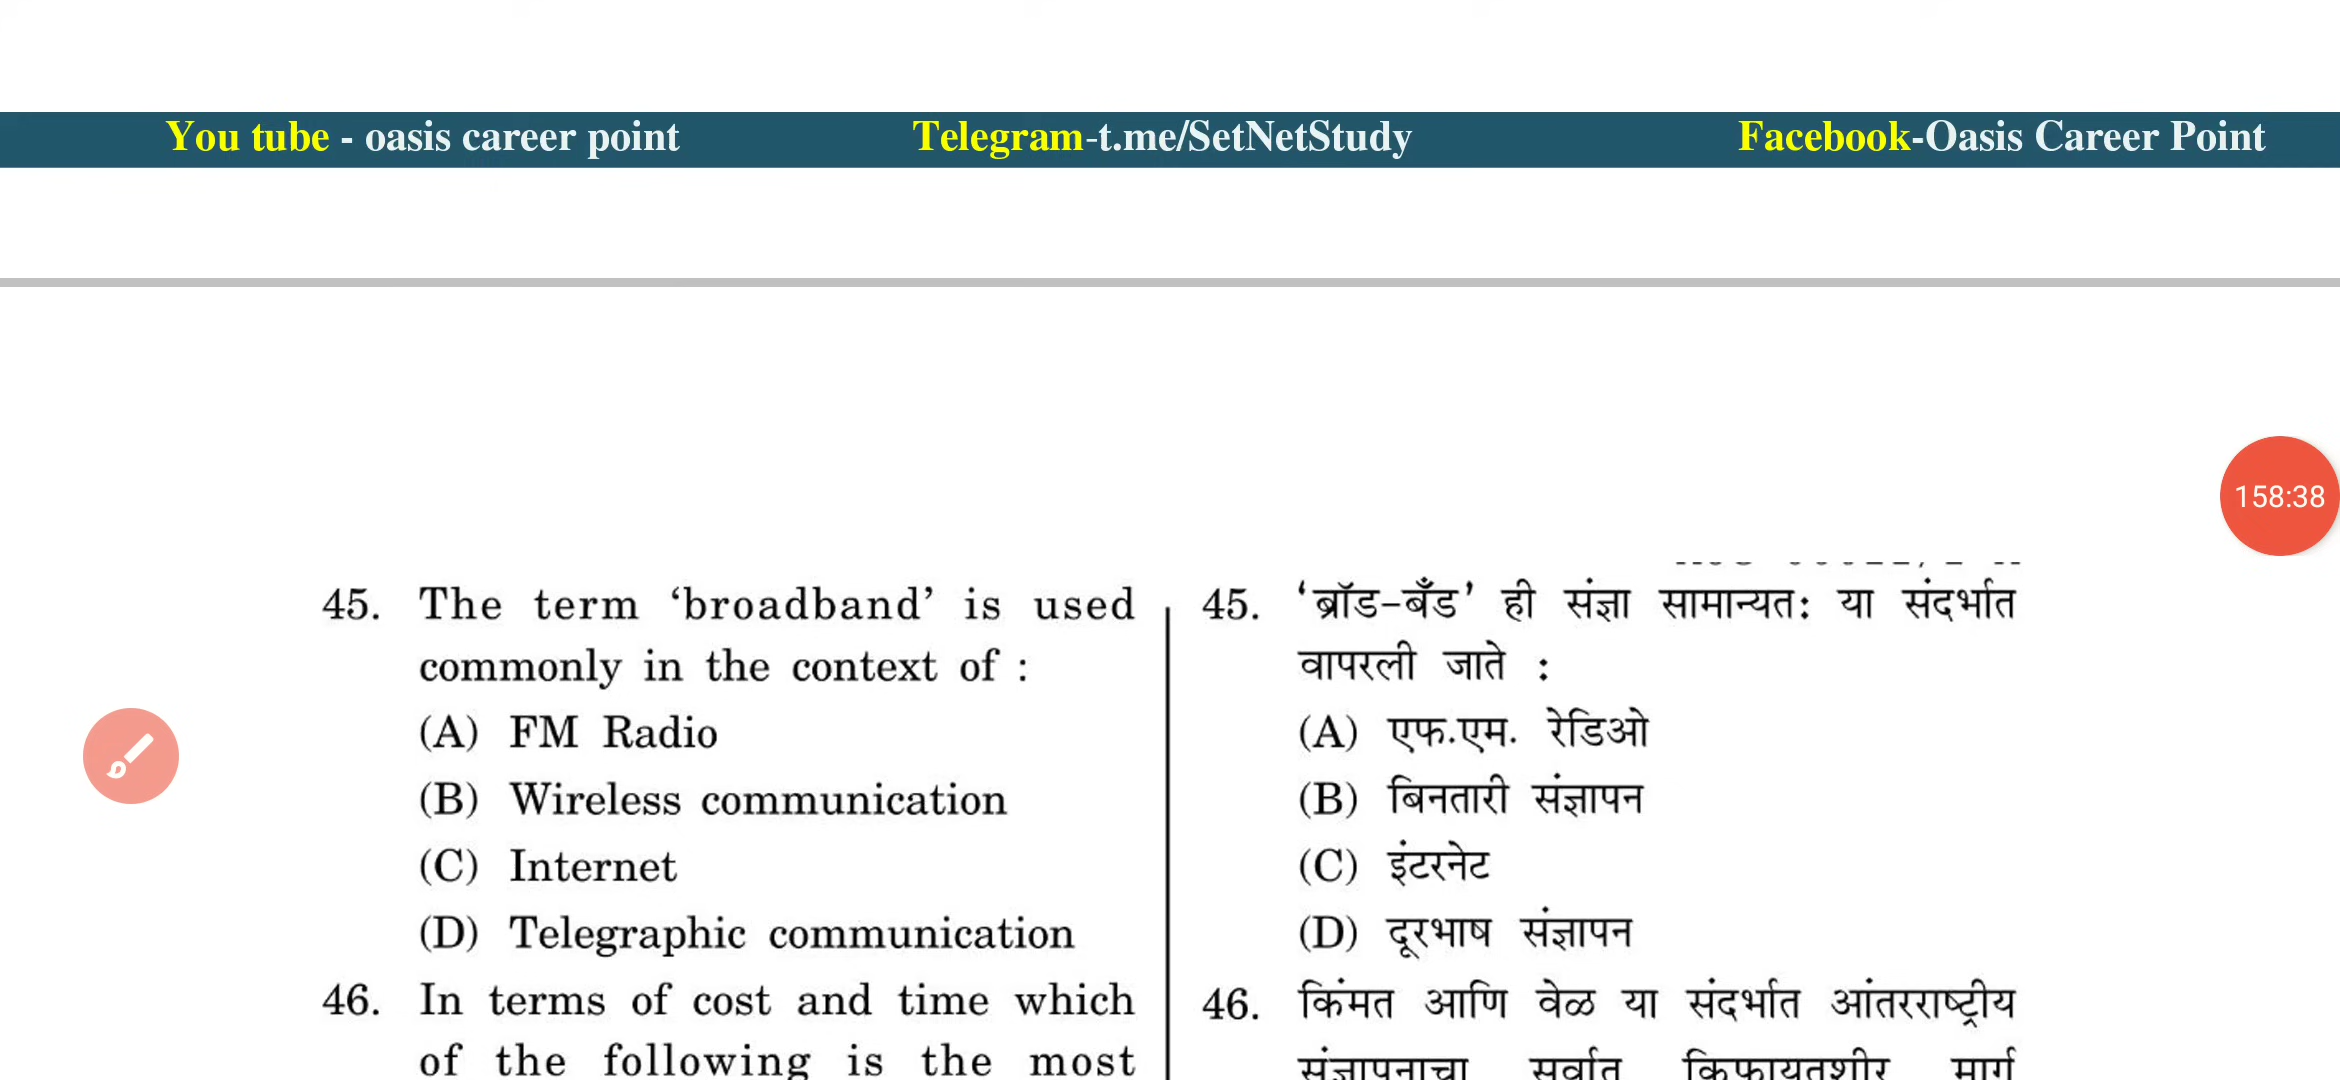 You tube - oasis career point Telegram-t.me/SetNetStudy Facebook-Oasis Career Point
158:38
45. The term ‘broadband’ is used
commonly in the context of :
(A) FM Radio
(B) Wireless communication
(C) Internet
(D) Telegraphic communication
46. In terms of cost and time which
of the following is the most
45. ‘ब्रॉड-बँड’ ही संज्ञा सामान्यत: या संदर्भात
वापरली जाते :
(A) एफ.एम. रेडिओ
(B) बिनतारी संज्ञापन
(C) इंटरनेट
(D) दूरभाष संज्ञापन
46. किंमत आणि वेळ या संदर्भात आंतरराष्ट्रीय
संज्ञापनाचा सर्वात किफायतशीर मार्ग